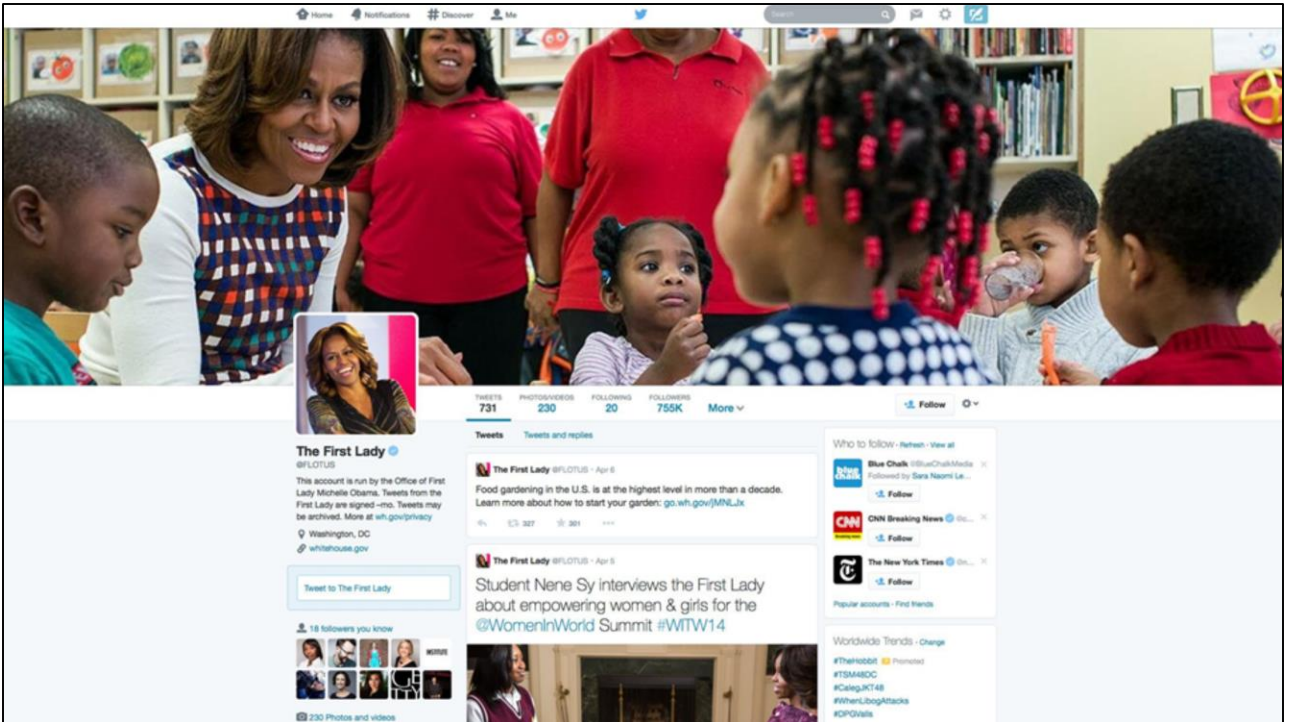 Home Notifications Discover Me
Search
TWEETS PHOTOS/VIDEOS FOLLOWING FOLLOWERS
731 230 20 755K More
Follow
The First Lady
@FLOTUS
This account is run by the Office of First
Lady Michelle Obama. Tweets from the
First Lady are signed –mo. Tweets may
be archived. More at wh.gov/privacy
Washington, DC
whitehouse.gov
Tweet to The First Lady
18 followers you know
INSTITUTE
230 Photos and videos
Tweets Tweets and replies
The First Lady @FLOTUS · Apr 6
Food gardening in the U.S. is at the highest level in more than a decade.
Learn more about how to start your garden: go.wh.gov/jMNLJx
327 301
The First Lady @FLOTUS · Apr 5
Student Nene Sy interviews the First Lady
about empowering women & girls for the
@WomenInWorld Summit #WITW14
Who to follow · Refresh · View all
Blue Chalk @BlueChalkMedia
Followed by Sara Naomi Le...
blue
chalk
Follow
CNN Breaking News
CNN
Follow
The New York Times
Follow
Popular accounts · Find friends
Worldwide Trends · Change
#TheHobbit Promoted
#TSM48DC
#CalegJKT48
#WhenLibogAttacks
#DPGValls